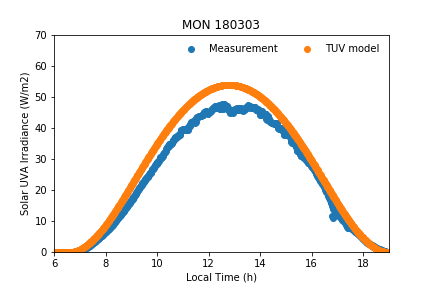 MON 180303
Measurement TUV model
Solar UVA Irradiance (W/m2)
70
60
50
40
30
20
10
0
6 8 10 12 14 16 18
Local Time (h)